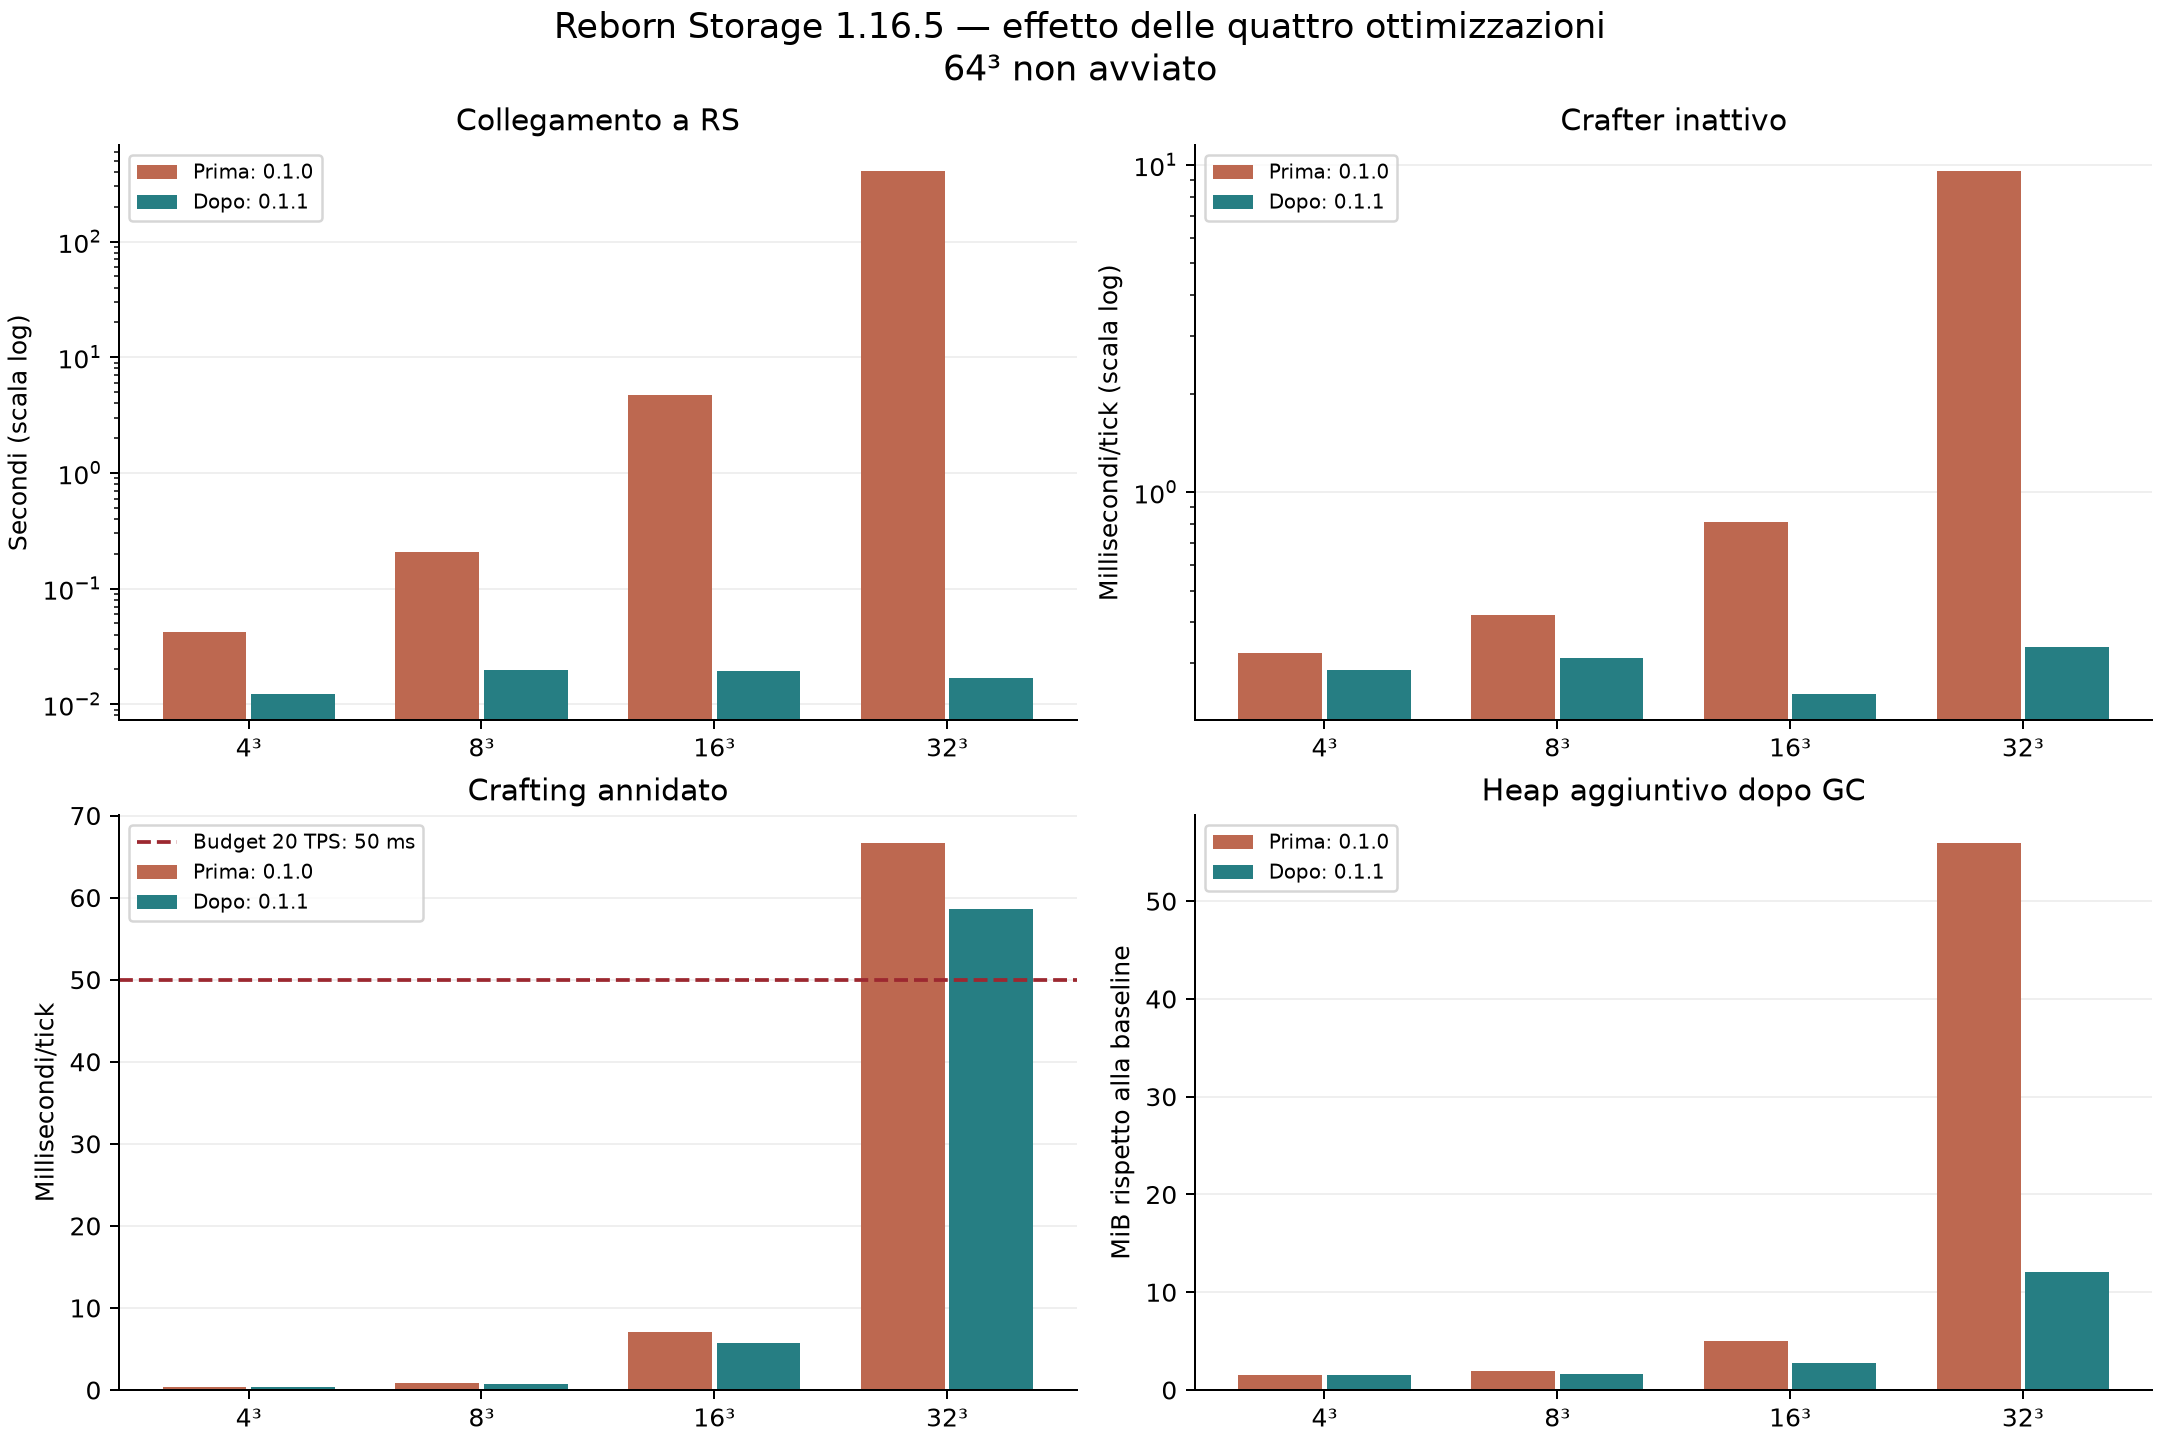 Reborn Storage 1.16.5 — effetto delle quattro ottimizzazioni
64³ non avviato
Collegamento a RS
Secondi (scala log)
Prima: 0.1.0
Dopo: 0.1.1
10²
10¹
10⁰
10⁻¹
10⁻²
4³ 8³ 16³ 32³
Crafter inattivo
Millisecondi/tick (scala log)
Prima: 0.1.0
Dopo: 0.1.1
10¹
10⁰
4³ 8³ 16³ 32³
Crafting annidato
Millisecondi/tick
Budget 20 TPS: 50 ms
Prima: 0.1.0
Dopo: 0.1.1
70
60
50
40
30
20
10
0
4³ 8³ 16³ 32³
Heap aggiuntivo dopo GC
MiB rispetto alla baseline
Prima: 0.1.0
Dopo: 0.1.1
50
40
30
20
10
0
4³ 8³ 16³ 32³